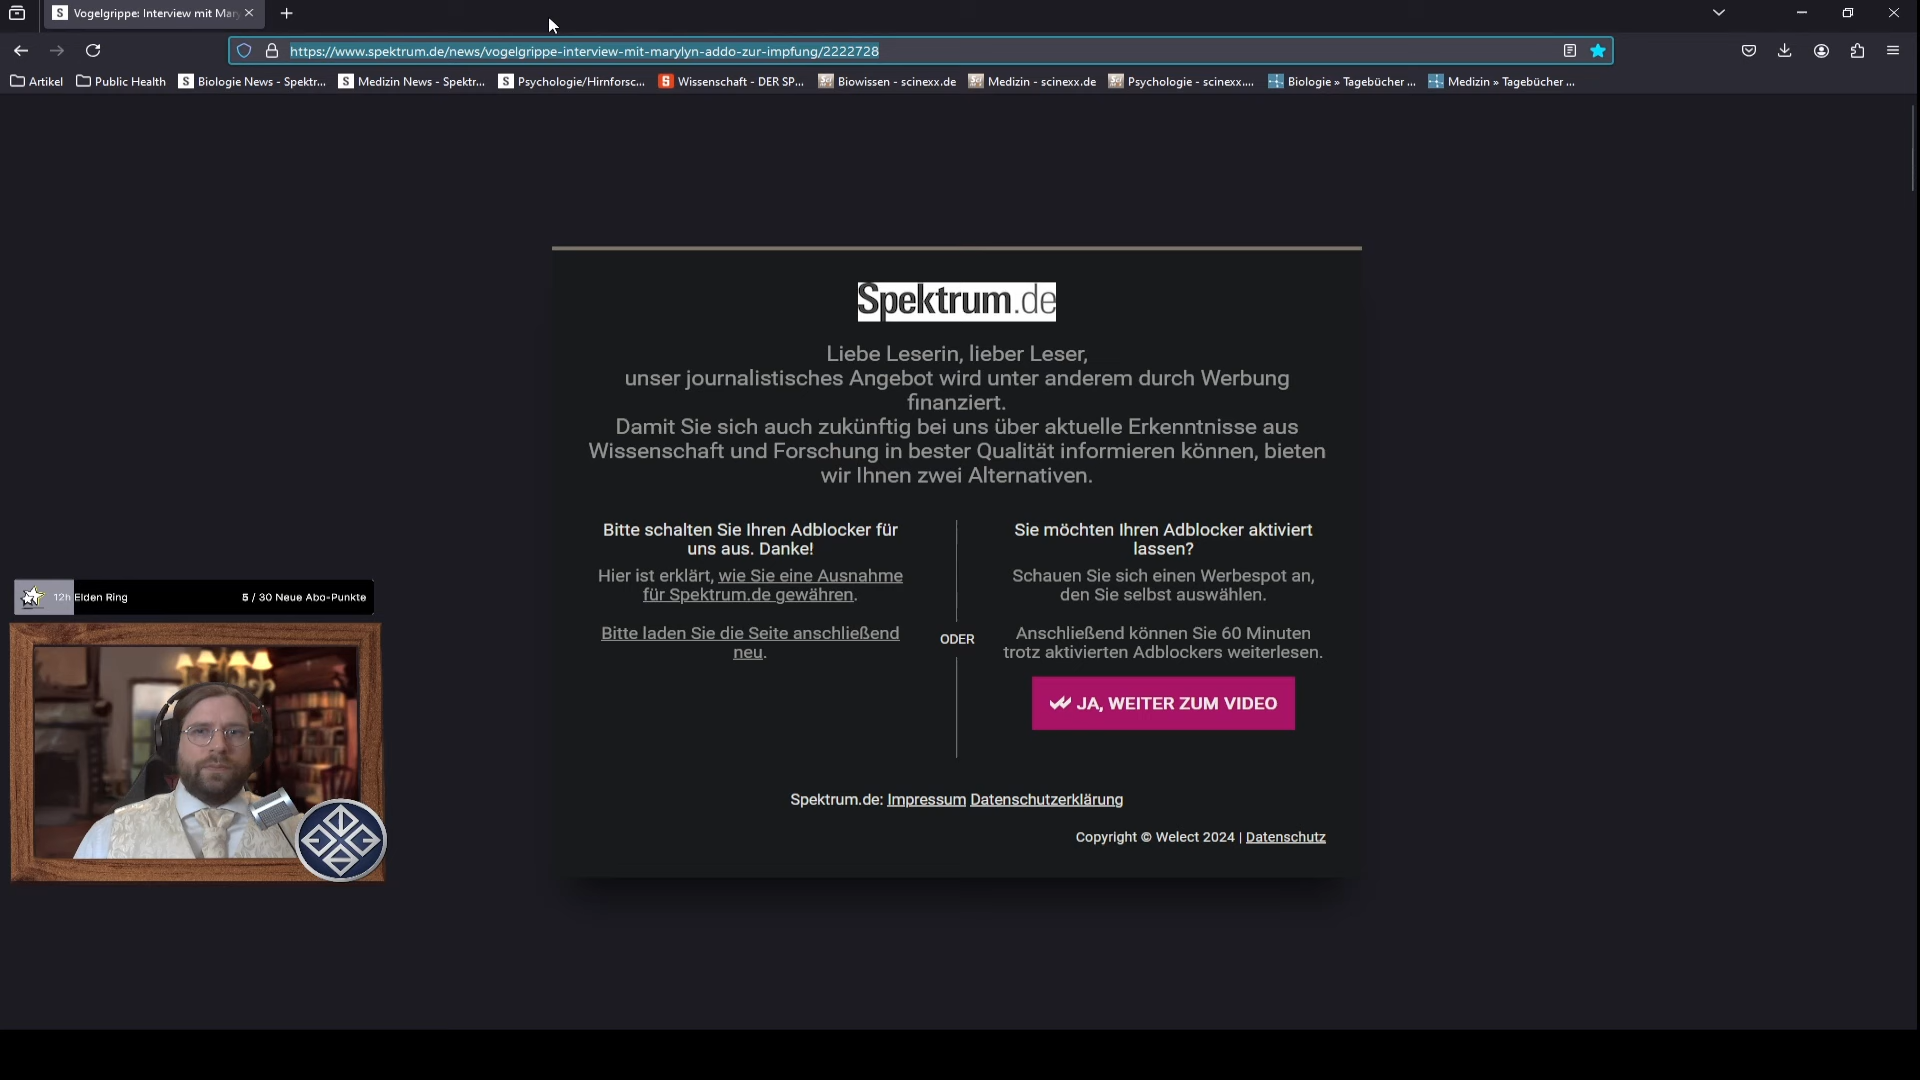 Vogelgrippe: Interview mit Mar
https://www.spektrum.de/news/vogelgrippe-interview-mit-marylyn-addo-zur-impfung/2222728
Artikel Public Health Biologie News - Spektr... Medizin News - Spektr... Psychologie/Hirnforsc... Wissenschaft - DER SP... Biowissen - scinexx.de Medizin - scinexx.de Psychologie - scinexx.... Biologie » Tagebücher ... Medizin » Tagebücher ...
Spektrum.de
Liebe Leserin, lieber Leser,
unser journalistisches Angebot wird unter anderem durch Werbung
finanziert.
Damit Sie sich auch zukünftig bei uns über aktuelle Erkenntnisse aus
Wissenschaft und Forschung in bester Qualität informieren können, bieten
wir Ihnen zwei Alternativen.
Bitte schalten Sie Ihren Adblocker für
uns aus. Danke!
Hier ist erklärt, wie Sie eine Ausnahme
für Spektrum.de gewähren.
Bitte laden Sie die Seite anschließend
neu.
ODER
Sie möchten Ihren Adblocker aktiviert
lassen?
Schauen Sie sich einen Werbespot an,
den Sie selbst auswählen.
Anschließend können Sie 60 Minuten
trotz aktivierten Adblockers weiterlesen.
JA, WEITER ZUM VIDEO
Spektrum.de: Impressum Datenschutzerklärung
Copyright © Welect 2024 | Datenschutz
12h Elden Ring 5 / 30 Neue Abo-Punkte